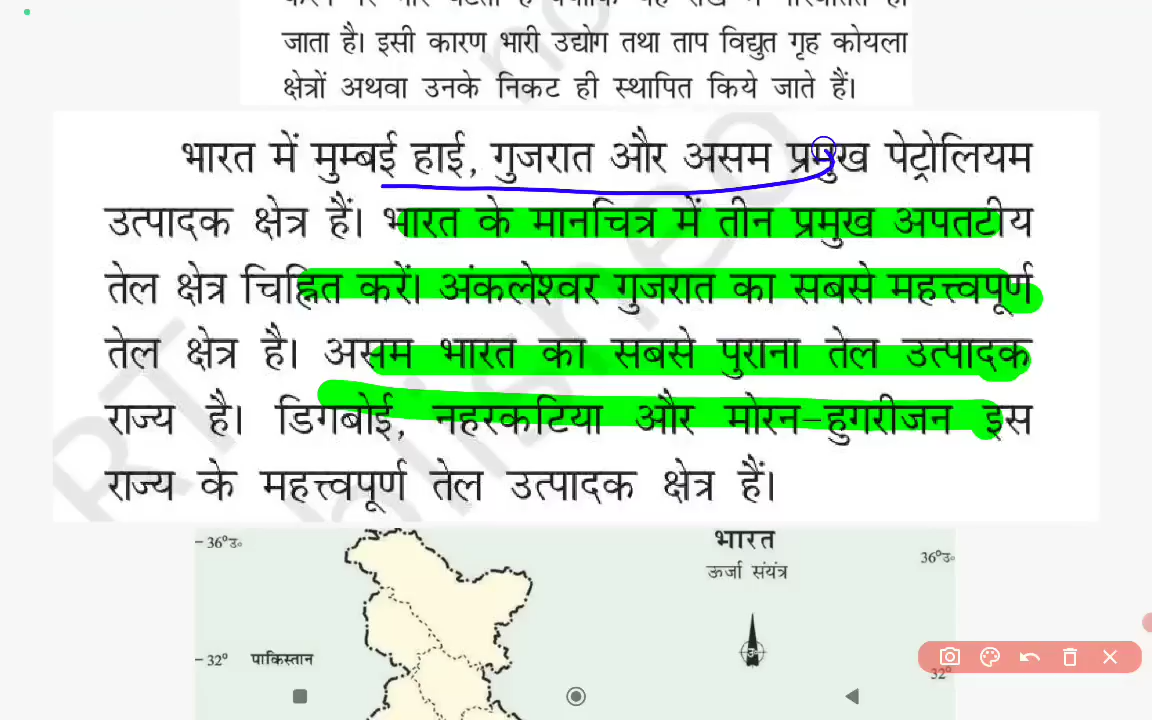 जाता है। इसी कारण भारी उद्योग तथा ताप विद्युत गृह कोयला
क्षेत्रों अथवा उनके निकट ही स्थापित किये जाते हैं।
भारत में मुम्बई हाई, गुजरात और असम प्रमुख पेट्रोलियम
उत्पादक क्षेत्र हैं। भारत के मानचित्र में तीन प्रमुख अपतटीय
तेल क्षेत्र चिह्नित करें। अंकलेश्वर गुजरात का सबसे महत्त्वपूर्ण
तेल क्षेत्र है। असम भारत का सबसे पुराना तेल उत्पादक
राज्य है। डिगबोई, नहरकटिया और मोरन-हुगरीजन इस
राज्य के महत्त्वपूर्ण तेल उत्पादक क्षेत्र हैं।
36°उ॰ भारत 36°उ॰
ऊर्जा संयंत्र
32° पाकिस्तान 32°
उ